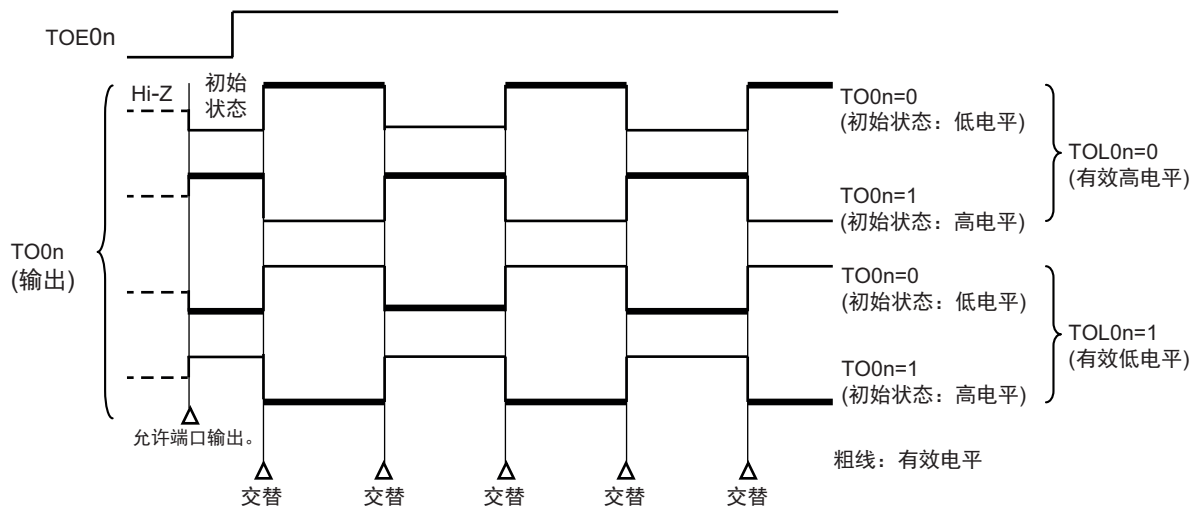 TOE0n
Hi-Z
初始
状态
TO0n=0
(初始状态：低电平)
TOL0n=0
(有效高电平)
TO0n=1
(初始状态：高电平)
TO0n
(输出)
TO0n=0
(初始状态：低电平)
TOL0n=1
(有效低电平)
TO0n=1
(初始状态：高电平)
允许端口输出。
粗线：有效电平
交替
交替
交替
交替
交替